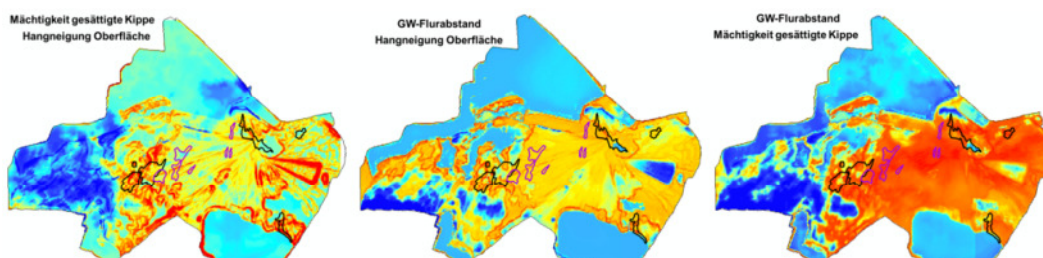 Mächtigkeit gesättigte Kippe
Hangneigung Oberfläche
GW-Flurabstand
Hangneigung Oberfläche
GW-Flurabstand
Mächtigkeit gesättigte Kippe